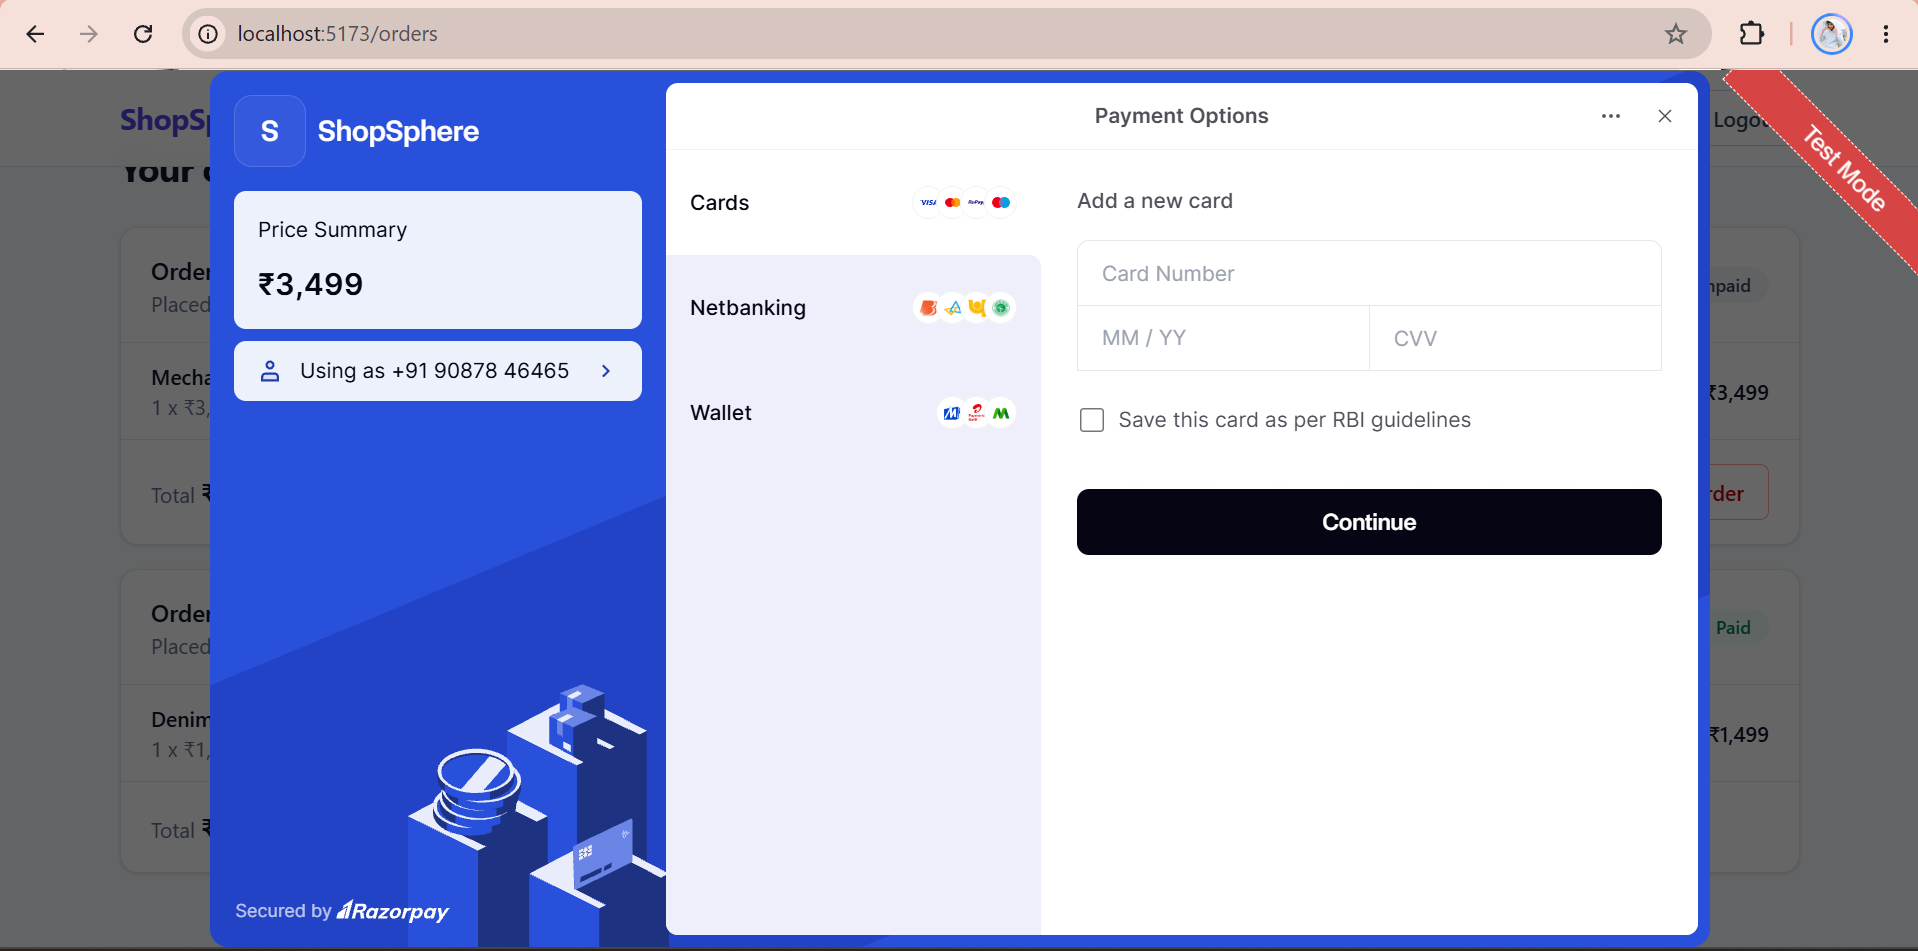 localhost:5173/orders
S
ShopSphere
Price Summary
₹3,499
Using as +91 90878 46465
Secured by Razorpay
Payment Options
Cards
VISA
RuPay
Netbanking
Wallet
Add a new card
Card Number
MM / YY
CVV
Save this card as per RBI guidelines
Continue
Test Mode
ShopSp
Logou
Your
Order
Placed
npaid
Mecha
1 x ₹3,
₹3,499
Total ₹
rder
Order
Placed
Paid
Denim
1 x ₹1,
₹1,499
Total ₹